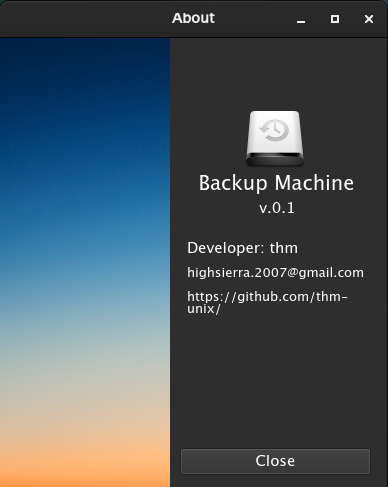 About
Backup Machine
v.0.1
Developer: thm
highsierra.2007@gmail.com
https://github.com/thm-
unix/
Close